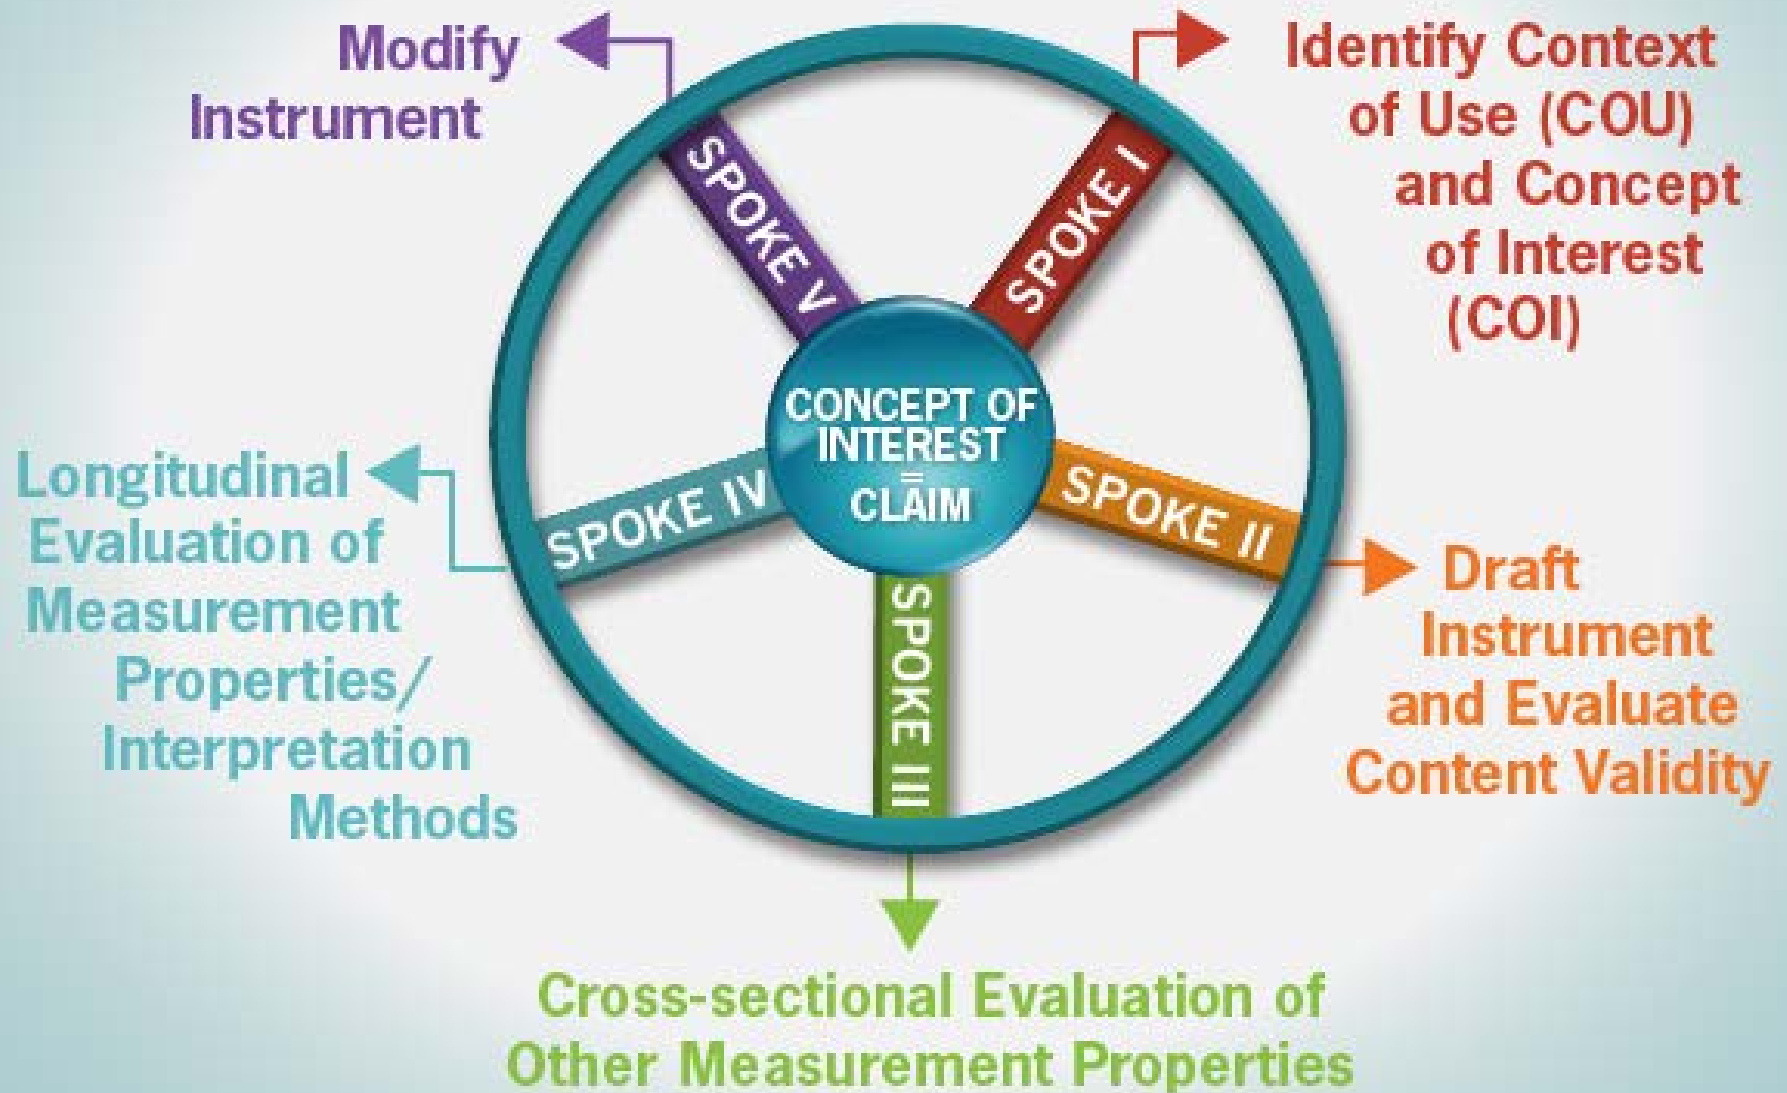 Modify
Instrument
Identify Context
of Use (COU)
and Concept
of Interest
(COI)
SPOKE V
SPOKE I
CONCEPT OF
INTEREST
=
CLAIM
SPOKE IV
SPOKE II
SPOKE III
Longitudinal
Evaluation of
Measurement
Properties/
Interpretation
Methods
Draft
Instrument
and Evaluate
Content Validity
Cross-sectional Evaluation of
Other Measurement Properties